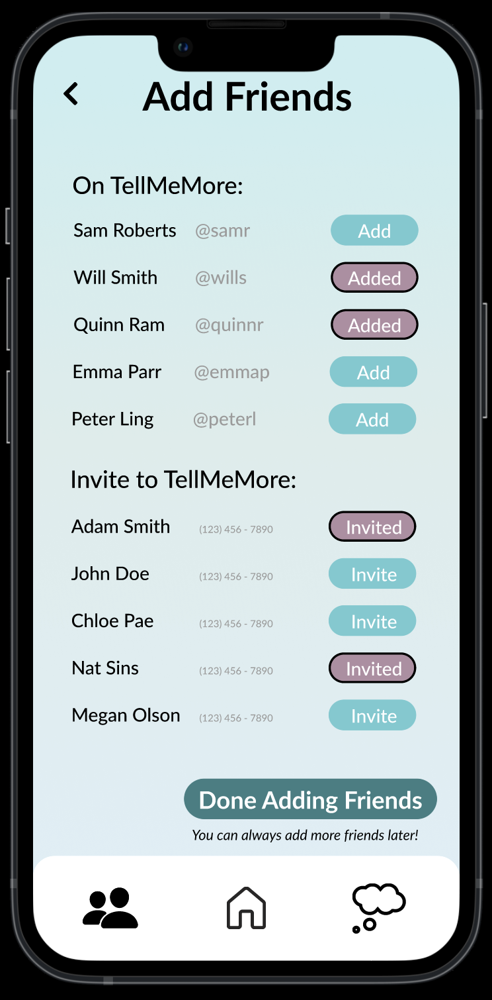 Add Friends
On TellMeMore:
Sam Roberts @samr Add
Will Smith @wills Added
Quinn Ram @quinnr Added
Emma Parr @emmap Add
Peter Ling @peterl Add
Invite to TellMeMore:
Adam Smith (123) 456 - 7890 Invited
John Doe (123) 456 - 7890 Invite
Chloe Pae (123) 456 - 7890 Invite
Nat Sins (123) 456 - 7890 Invited
Megan Olson (123) 456 - 7890 Invite
Done Adding Friends
You can always add more friends later!